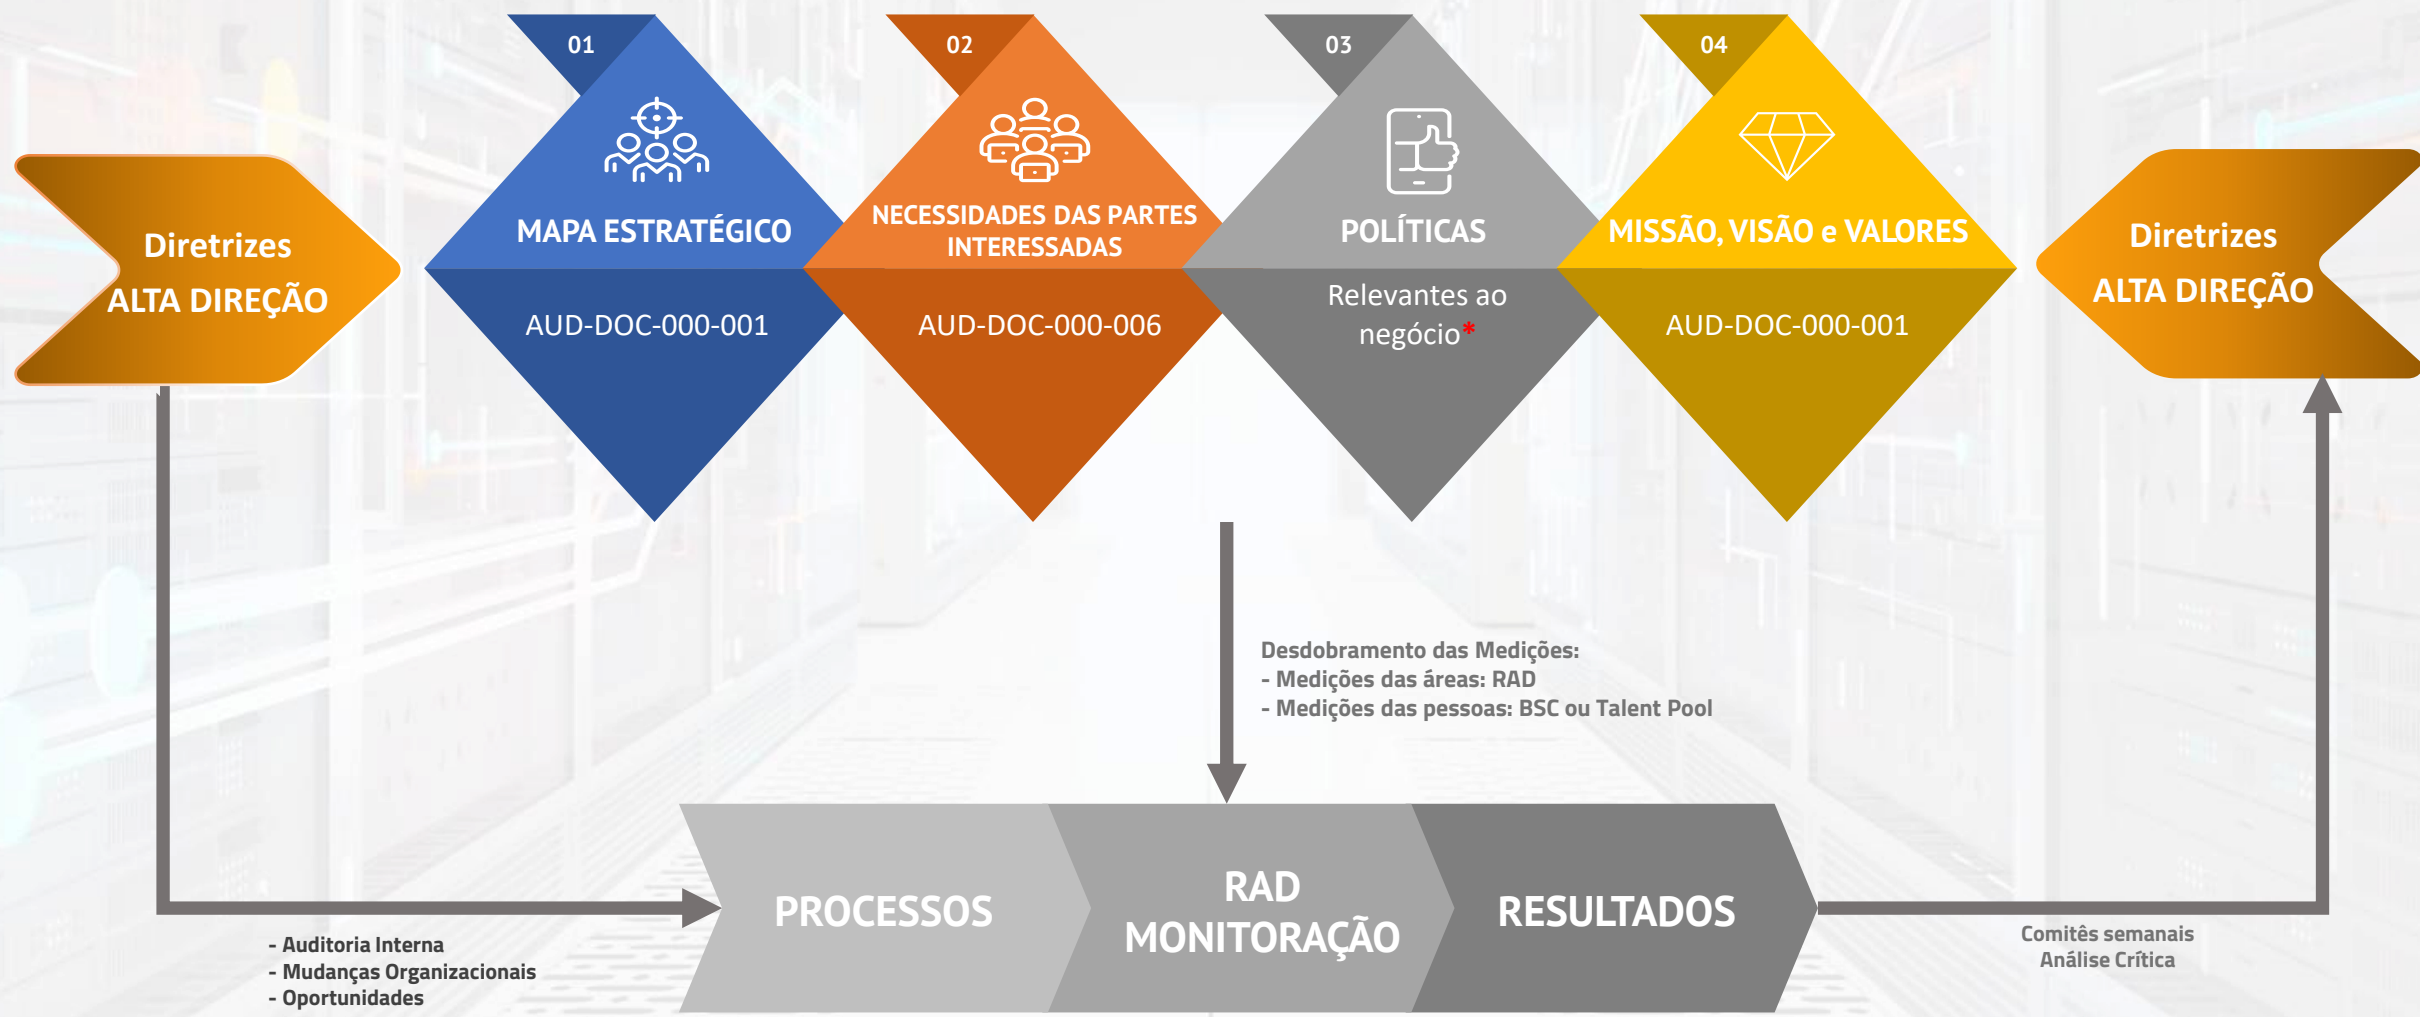 01
02
03
04
Diretrizes
ALTA DIREÇÃO
MAPA ESTRATÉGICO
AUD-DOC-000-001
NECESSIDADES DAS PARTES
INTERESSADAS
AUD-DOC-000-006
POLÍTICAS
Relevantes ao
negócio*
MISSÃO, VISÃO e VALORES
AUD-DOC-000-001
Diretrizes
ALTA DIREÇÃO
Desdobramento das Medições:
- Medições das áreas: RAD
- Medições das pessoas: BSC ou Talent Pool
PROCESSOS
RAD
MONITORAÇÃO
RESULTADOS
- Auditoria Interna
- Mudanças Organizacionais
- Oportunidades
Comitês semanais
Análise Crítica